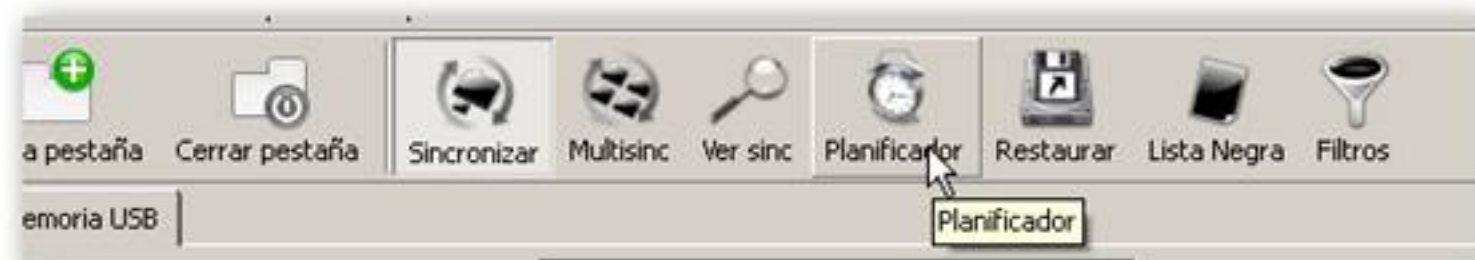 a pestaña Cerrar pestaña Sincronizar Multisinc Ver sinc Planificador Restaurar Lista Negra Filtros
emoria USB
Planificador